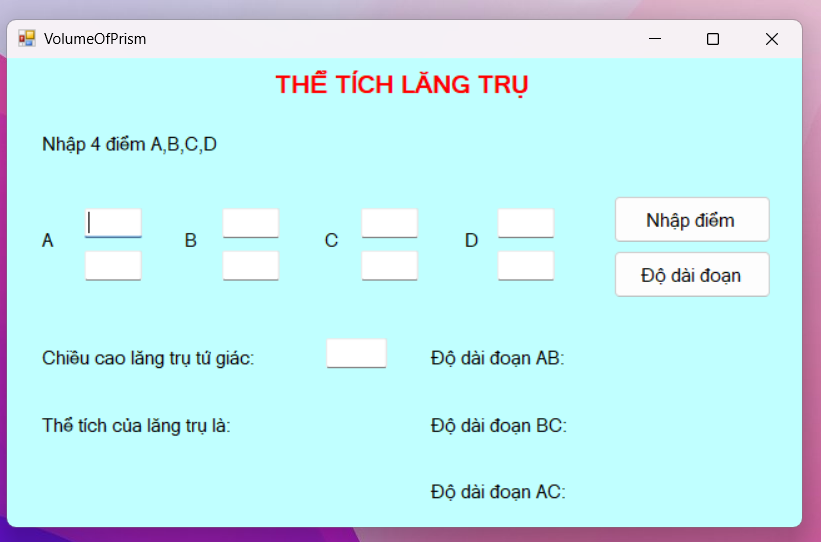 VolumeOfPrism
THỂ TÍCH LĂNG TRỤ
Nhập 4 điểm A,B,C,D
A B C D
Nhập điểm
Độ dài đoạn
Chiều cao lăng trụ tứ giác:
Độ dài đoạn AB:
Thể tích của lăng trụ là:
Độ dài đoạn BC:
Độ dài đoạn AC: